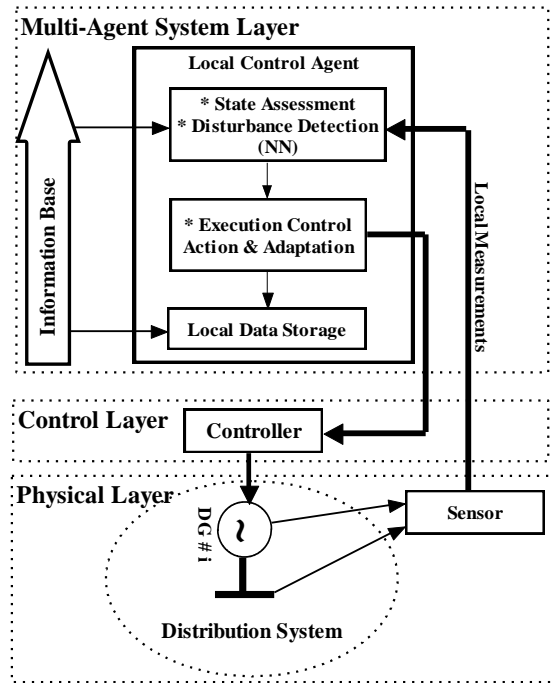 Multi-Agent System Layer
Local Control Agent
* State Assessment
* Disturbance Detection
(NN)
Information Base
* Execution Control
Action & Adaptation
Local Measurements
Local Data Storage
Control Layer
Controller
Physical Layer
DG # i
~
Sensor
Distribution System